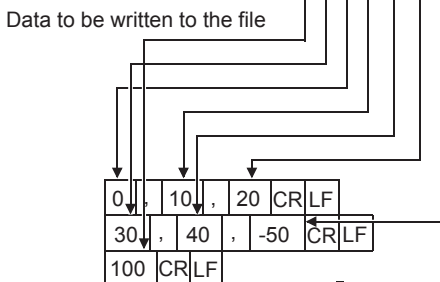 Data to be written to the file
0 , 10 , 20 CR LF
30 , 40 , -50 CR LF
100 CR LF